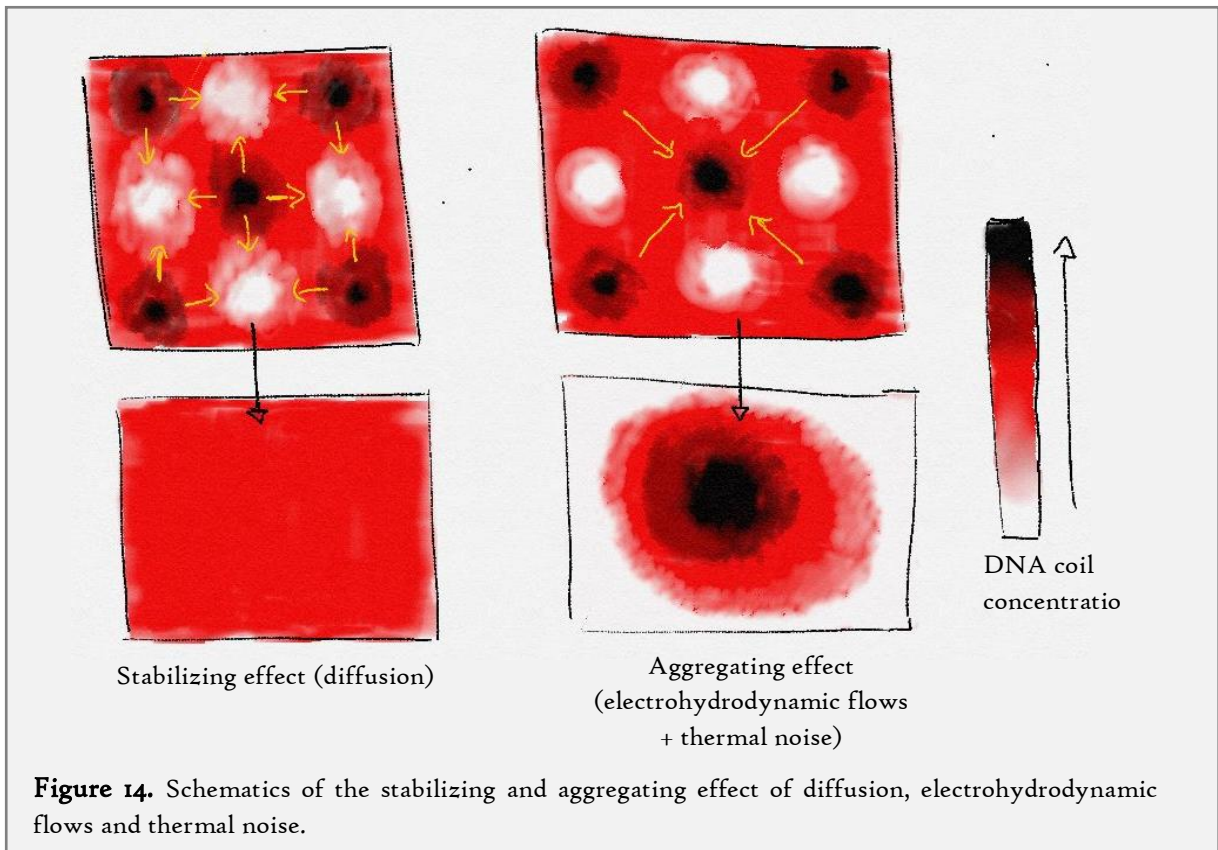 DNA coil
concentratio
Stabilizing effect (diffusion)
Aggregating effect
(electrohydrodynamic flows
+ thermal noise)
Figure 14. Schematics of the stabilizing and aggregating effect of diffusion, electrohydrodynamic
flows and thermal noise.